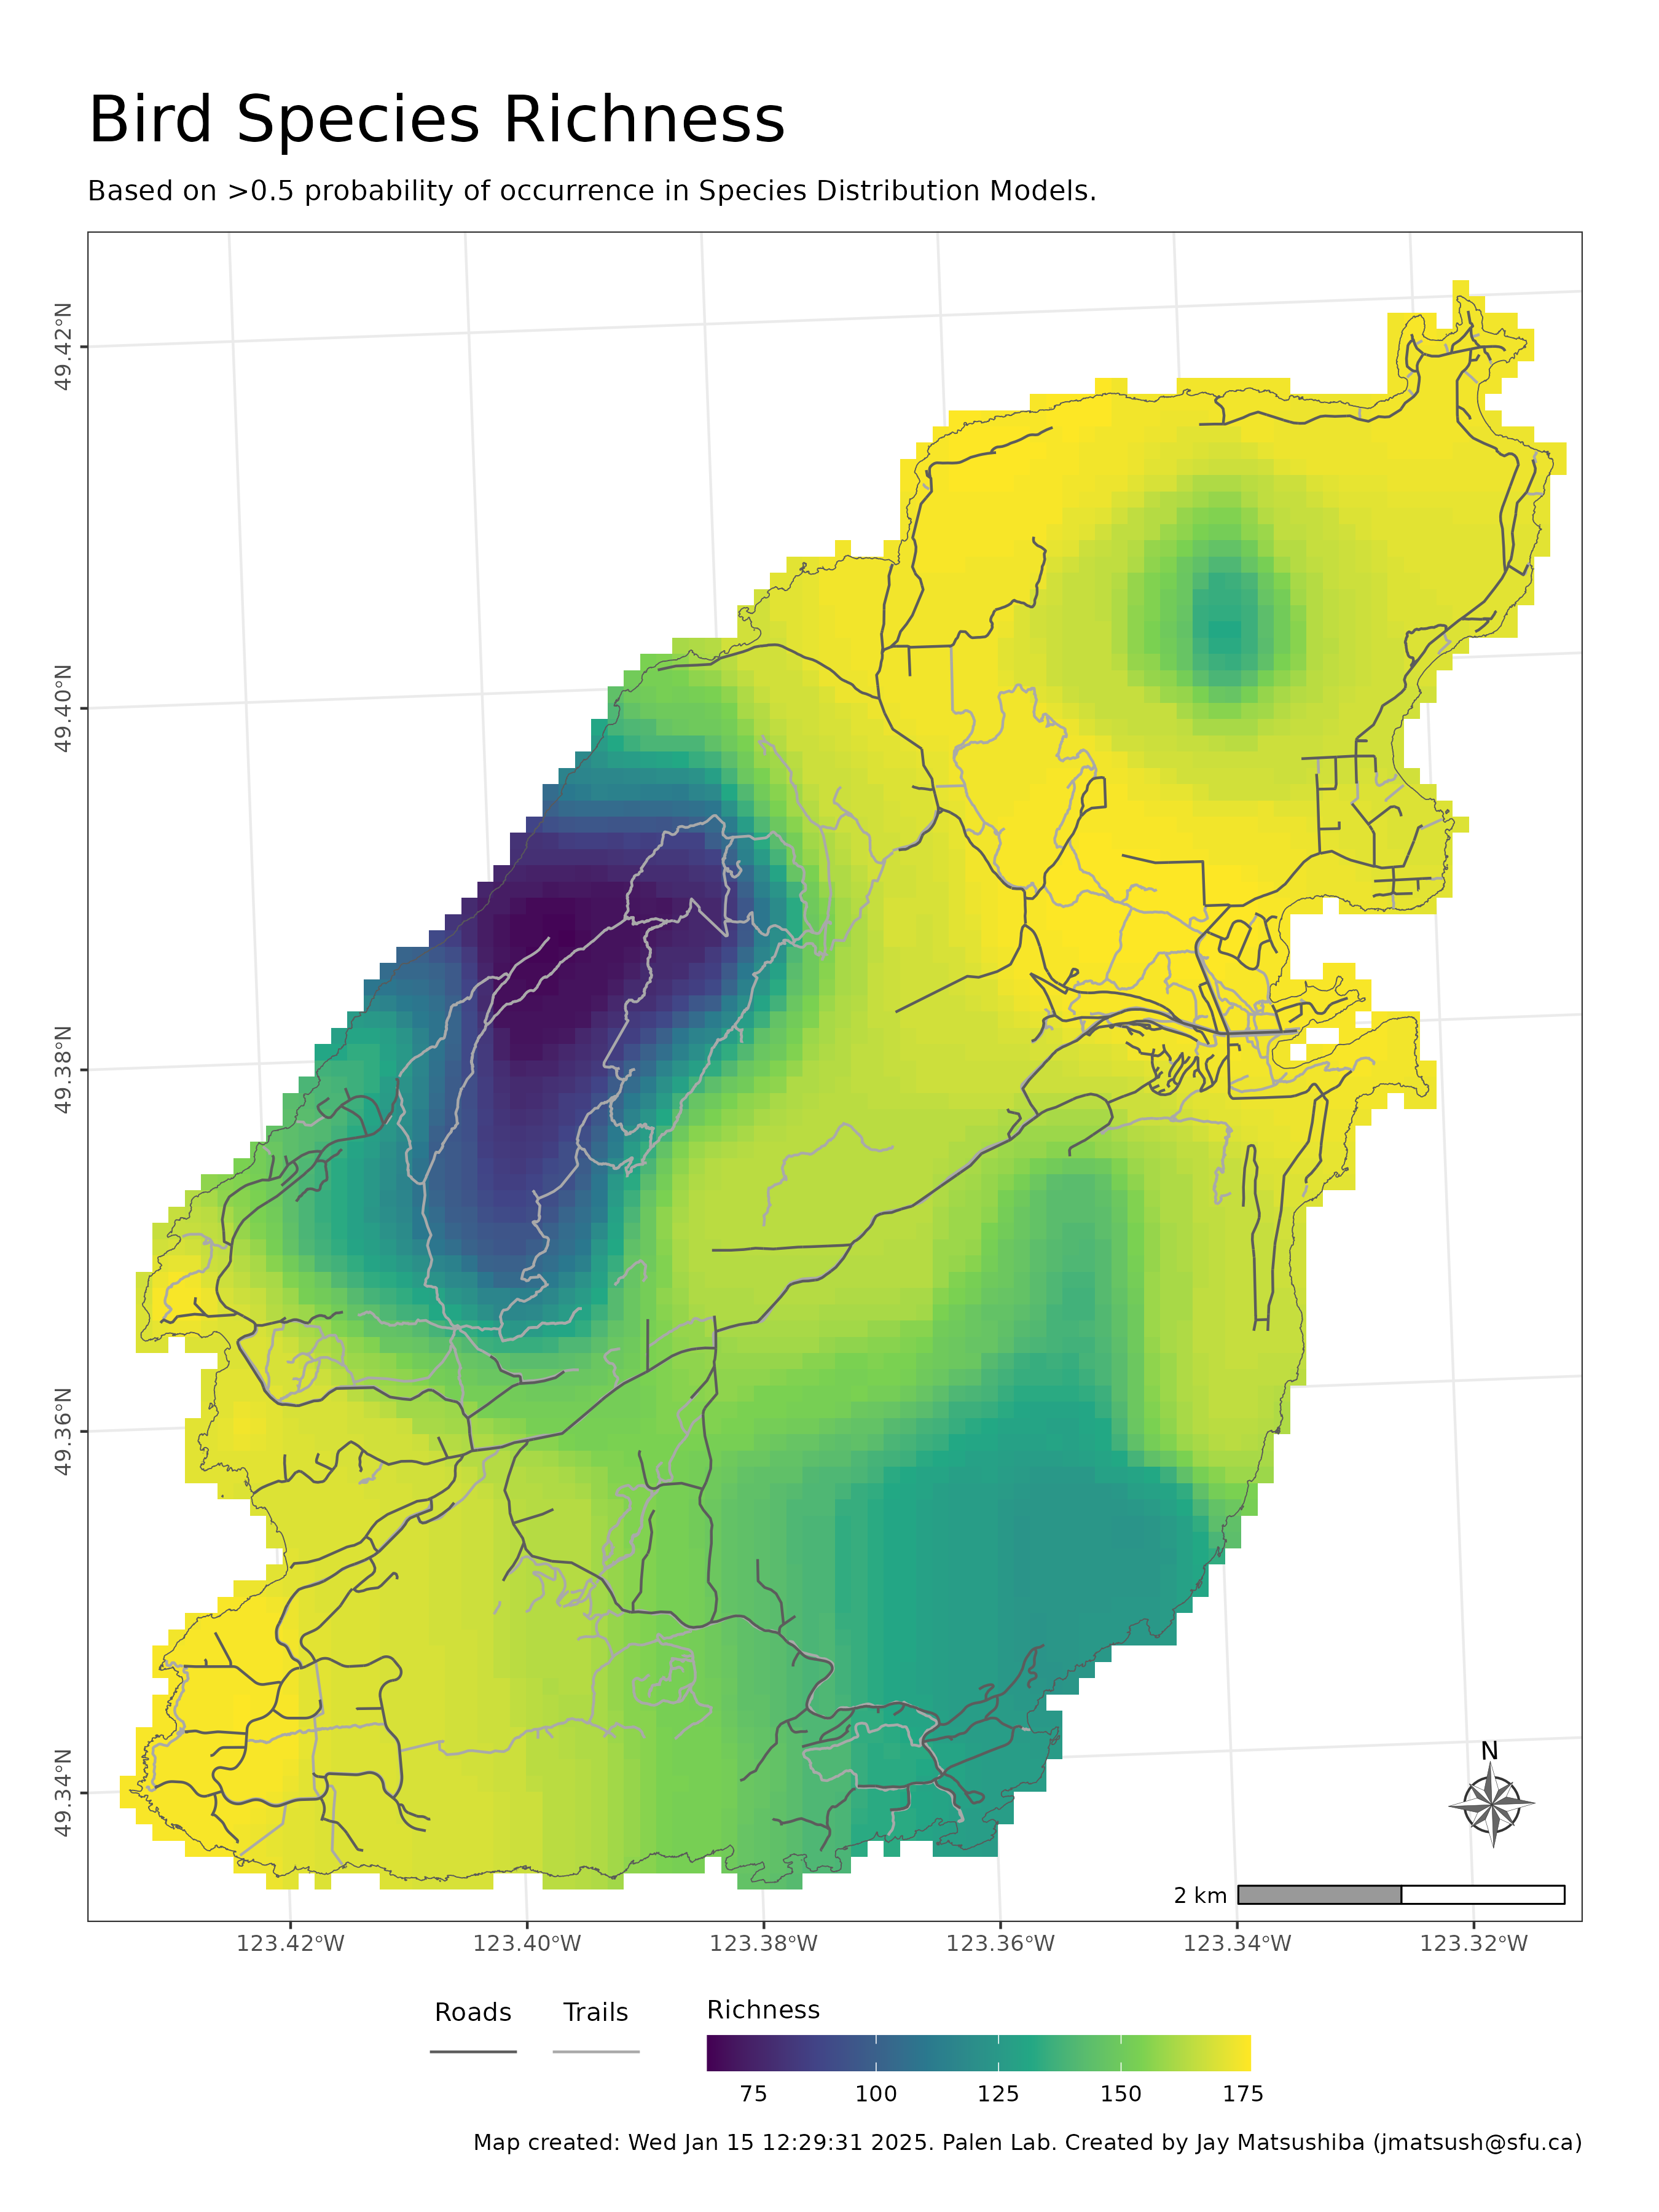 Bird Species Richness
Based on >0.5 probability of occurrence in Species Distribution Models.
49.42°N
49.40°N
49.38°N
49.36°N
49.34°N
N
2 km
123.42°W 123.40°W 123.38°W 123.36°W 123.34°W 123.32°W
Roads Trails Richness
75 100 125 150 175
Map created: Wed Jan 15 12:29:31 2025. Palen Lab. Created by Jay Matsushiba (jmatsush@sfu.ca)